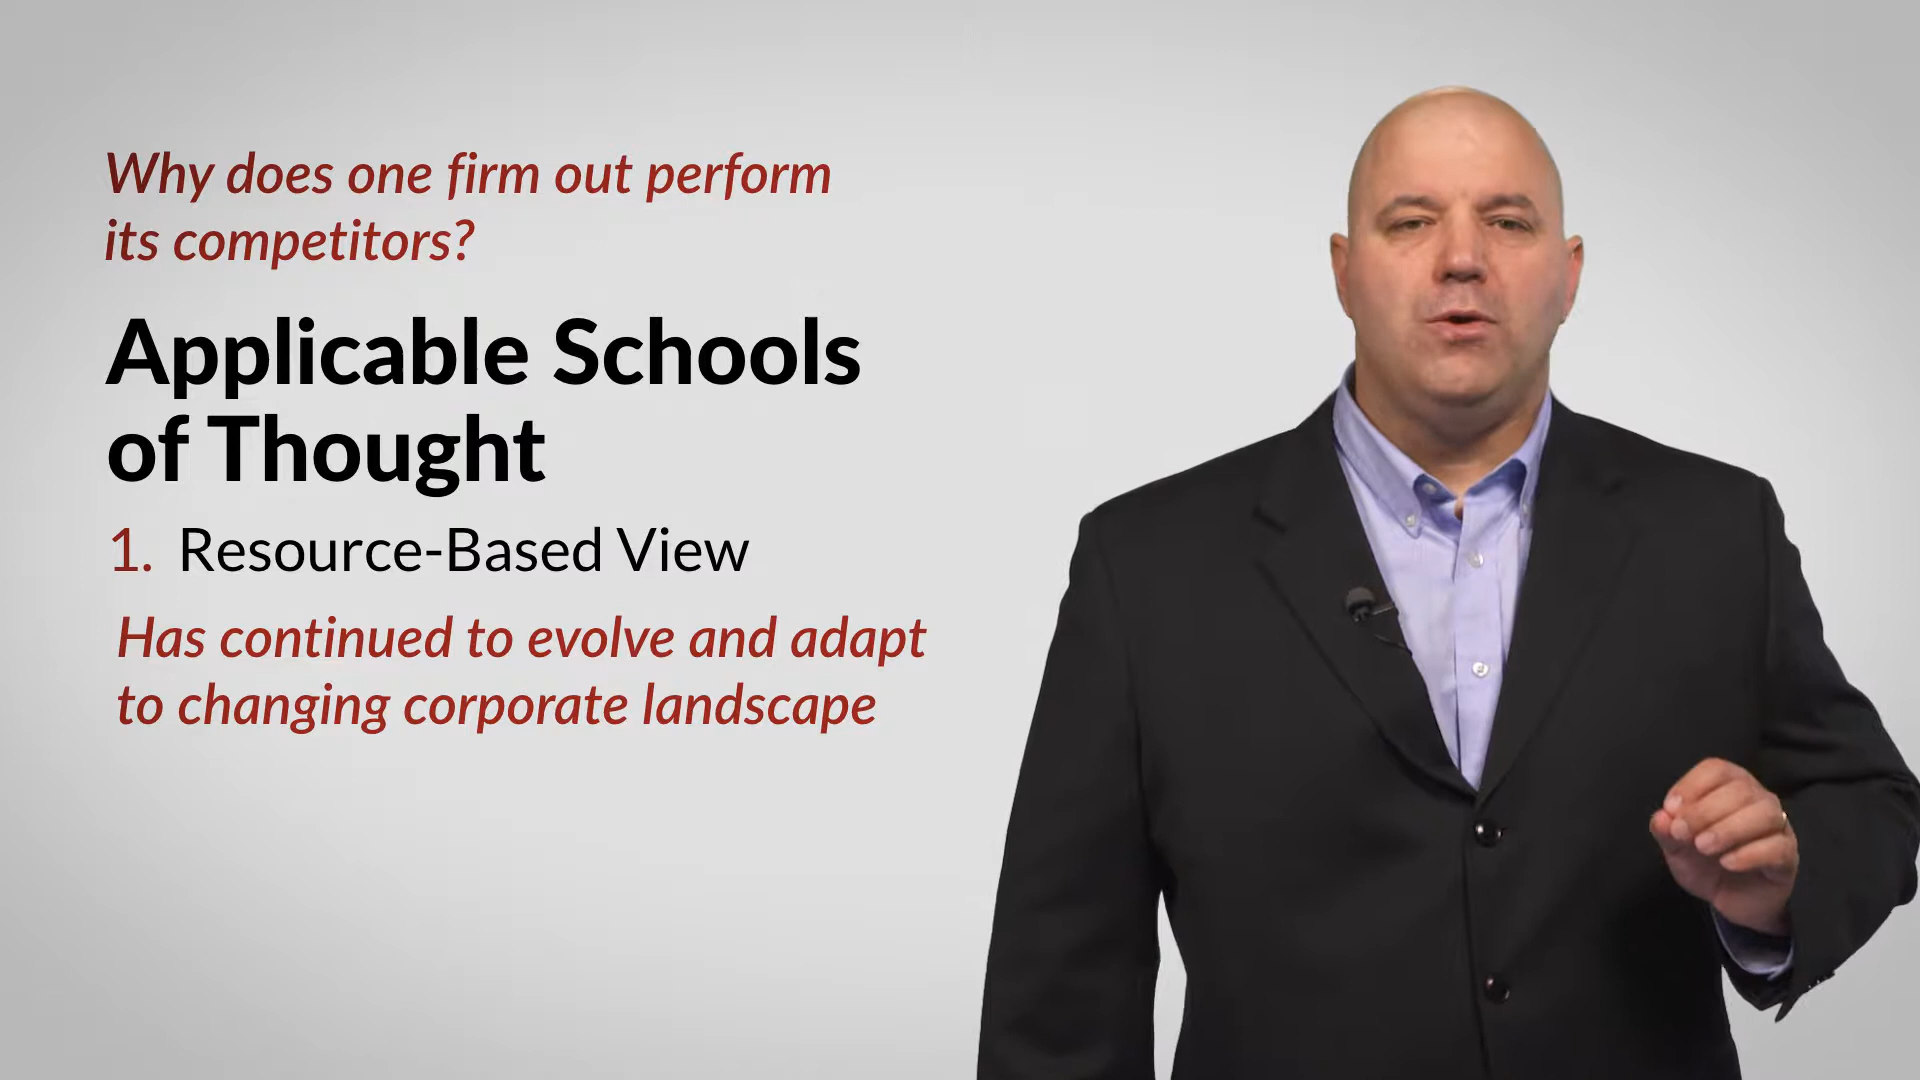 Why does one firm out perform
its competitors?
Applicable Schools
of Thought
1. Resource-Based View
Has continued to evolve and adapt
to changing corporate landscape